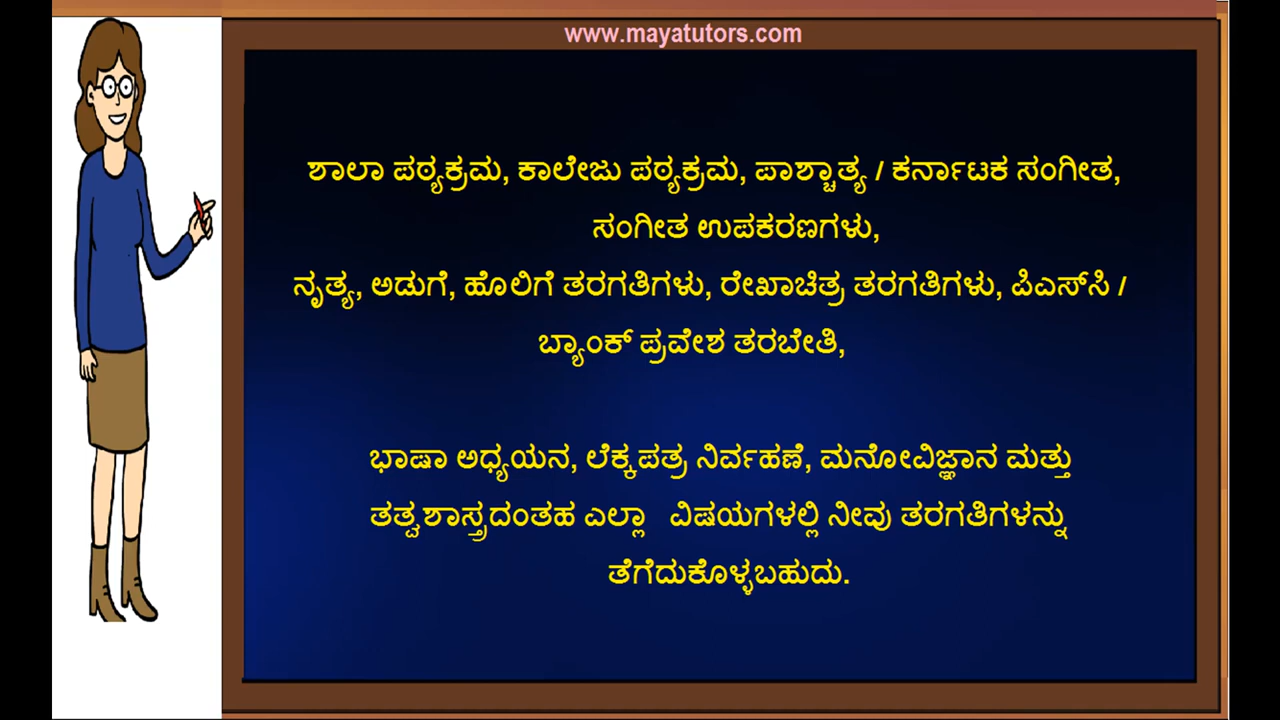 www.mayatutors.com
ಶಾಲಾ ಪಠ್ಯಕ್ರಮ, ಕಾಲೇಜು ಪಠ್ಯಕ್ರಮ, ಪಾಶ್ಚಾತ್ಯ / ಕರ್ನಾಟಕ ಸಂಗೀತ,
ಸಂಗೀತ ಉಪಕರಣಗಳು,
ನೃತ್ಯ, ಅಡುಗೆ, ಹೊಲಿಗೆ ತರಗತಿಗಳು, ರೇಖಾಚಿತ್ರ ತರಗತಿಗಳು, ಪಿಎಸ್‌ಸಿ /
ಬ್ಯಾಂಕ್ ಪ್ರವೇಶ ತರಬೇತಿ,
ಭಾಷಾ ಅಧ್ಯಯನ, ಲೆಕ್ಕಪತ್ರ ನಿರ್ವಹಣೆ, ಮನೋವಿಜ್ಞಾನ ಮತ್ತು
ತತ್ವಶಾಸ್ತ್ರದಂತಹ ಎಲ್ಲಾ ವಿಷಯಗಳಲ್ಲಿ ನೀವು ತರಗತಿಗಳನ್ನು
ತೆಗೆದುಕೊಳ್ಳಬಹುದು.